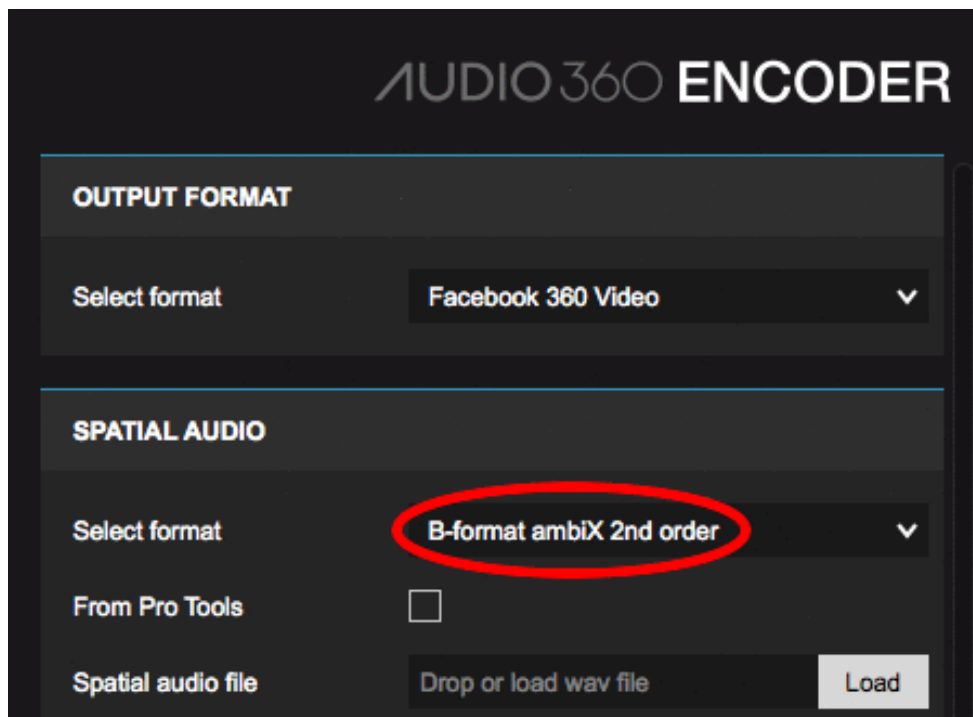 AUDIO360 ENCODER
OUTPUT FORMAT
Select format Facebook 360 Video
SPATIAL AUDIO
Select format B-format ambiX 2nd order
From Pro Tools
Spatial audio file Drop or load wav file Load